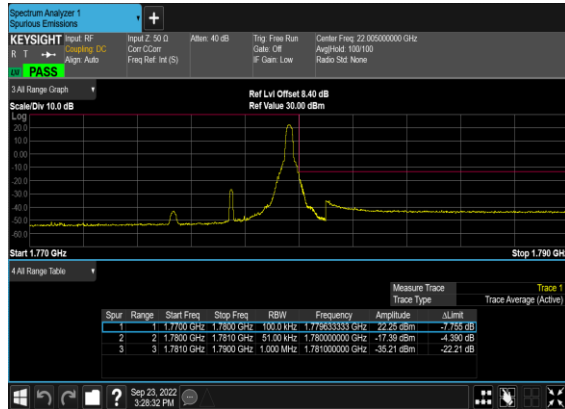 Spectrum Analyzer 1
Spurious Emissions
KEYSIGHT Input: RF Input Z: 50 Ω Atten: 40 dB Trig: Free Run Center Freq: 22.005000000 GHz
R T Coupling: DC Corr CCorr Gate: Off Avg|Hold: 100/100
Align: Auto Freq Ref: Int (S) IF Gain: Low Radio Std: None
PASS
3 All Range Graph Ref Lvl Offset 8.40 dB
Scale/Div 10.0 dB Ref Value 30.00 dBm
Log
20.0
10.0
0.00
-10.0
-20.0
-30.0
-40.0
-50.0
-60.0
Start 1.770 GHz Stop 1.790 GH
4 All Range Table
Measure Trace Trace 1
Trace Type Trace Average (Active)
Spur Range Start Freq Stop Freq RBW Frequency Amplitude ΔLimit
1 1 1.7700 GHz 1.7800 GHz 100.0 kHz 1.779633333 GHz 22.25 dBm -7.755 dB
2 2 1.7800 GHz 1.7810 GHz 51.00 kHz 1.780000000 GHz -17.39 dBm -4.390 dB
3 3 1.7810 GHz 1.7900 GHz 1.000 MHz 1.781000000 GHz -35.21 dBm -22.21 dB
Sep 23, 2022
3:28:32 PM